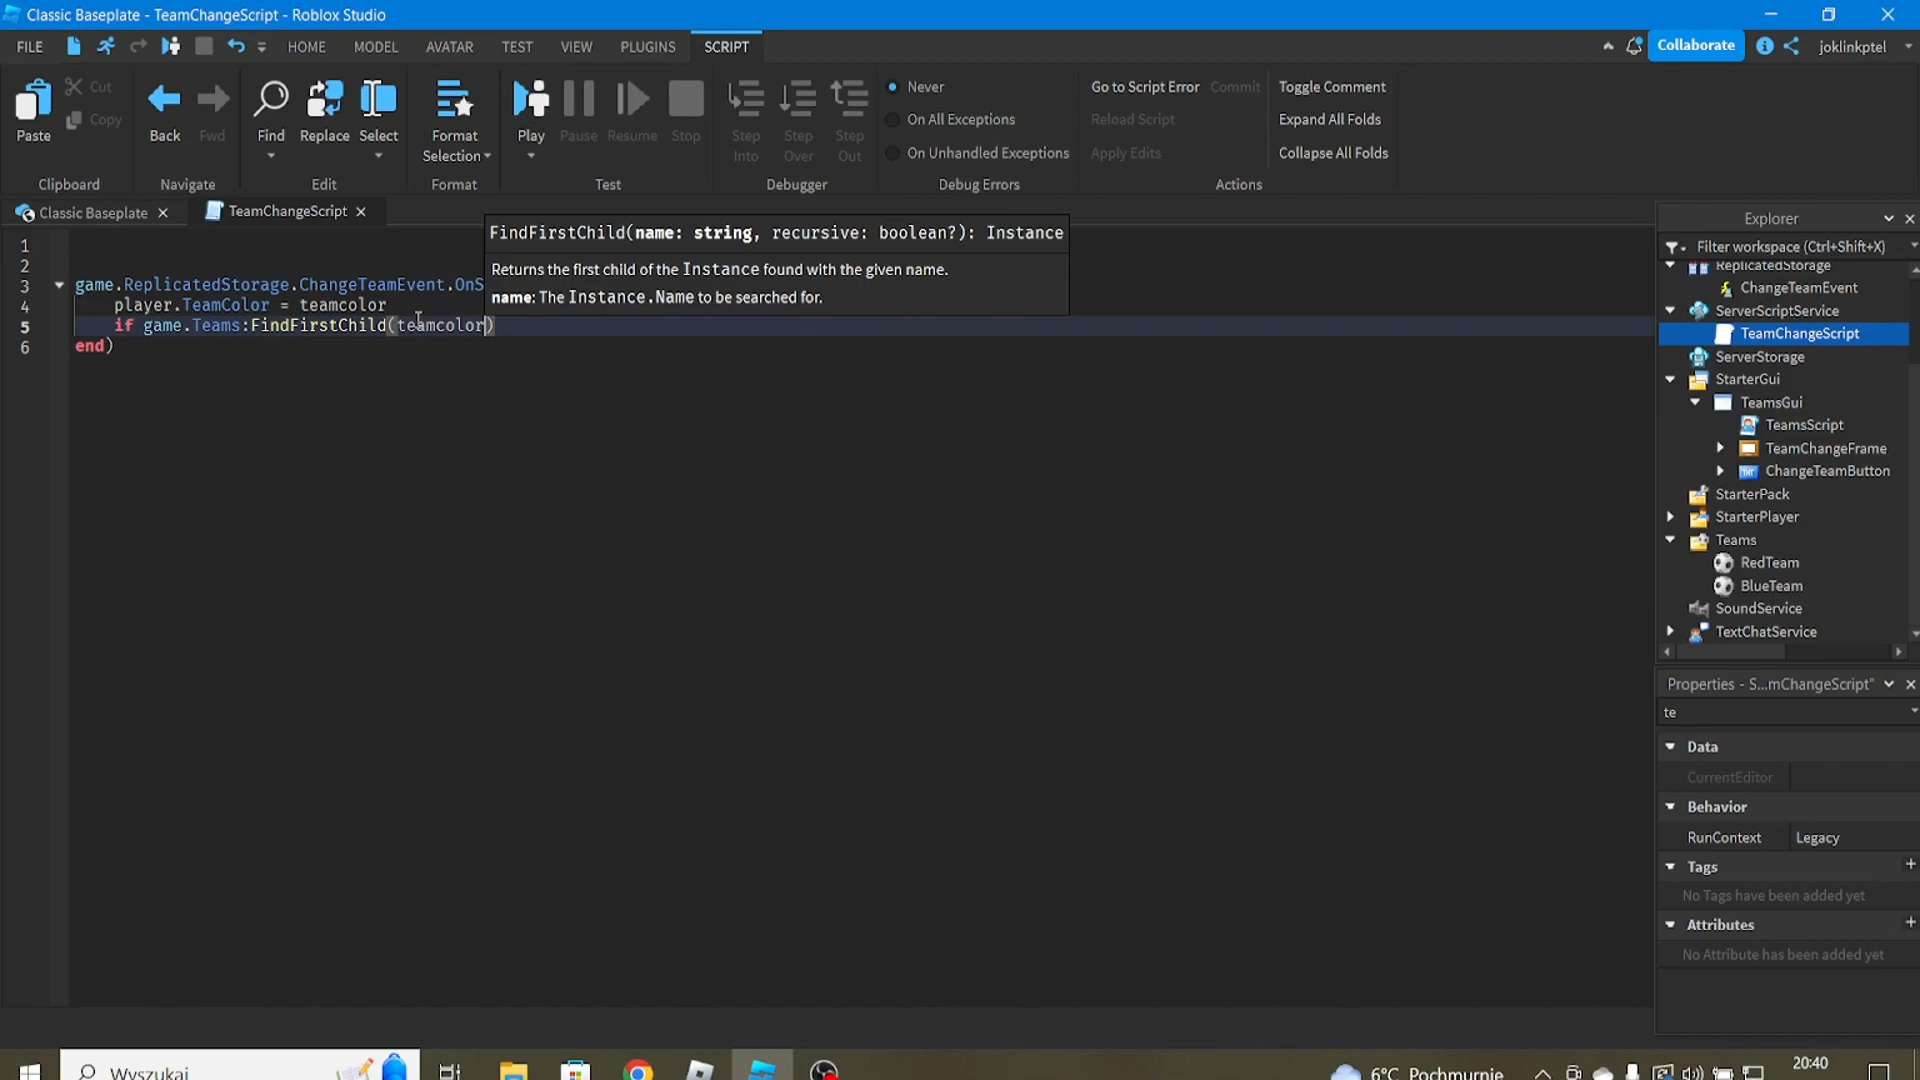 Classic Baseplate - TeamChangeScript - Roblox Studio
FILE HOME MODEL AVATAR TEST VIEW PLUGINS SCRIPT Collaborate joklinkptel
Paste Cut Copy Clipboard
Back Fwd Navigate
Find Replace Select Edit
Format Selection Format
Play Pause Resume Stop Test
Step Into Step Over Step Out Debugger
Never
On All Exceptions
On Unhandled Exceptions
Debug Errors
Go to Script Error Commit
Reload Script
Apply Edits
Toggle Comment
Expand All Folds
Collapse All Folds
Actions
Classic Baseplate TeamChangeScript
FindFirstChild(name: string, recursive: boolean?): Instance
Returns the first child of the Instance found with the given name.
name: The Instance.Name to be searched for.
1
2
3 game.ReplicatedStorage.ChangeTeamEvent.OnS
4 player.TeamColor = teamcolor
5 if game.Teams:FindFirstChild(teamcolor)
6 end)
Explorer
Filter workspace (Ctrl+Shift+X)
ReplicatedStorage
ChangeTeamEvent
ServerScriptService
TeamChangeScript
ServerStorage
StarterGui
TeamsGui
TeamsScript
TeamChangeFrame
ChangeTeamButton
StarterPack
StarterPlayer
Teams
RedTeam
BlueTeam
SoundService
TextChatService
Properties - S...mChangeScript"
te
Data
CurrentEditor
Behavior
RunContext Legacy
Tags
No Tags have been added yet
Attributes
No Attribute has been added yet
Wyszukaj
6°C Pochmurnie
20:40